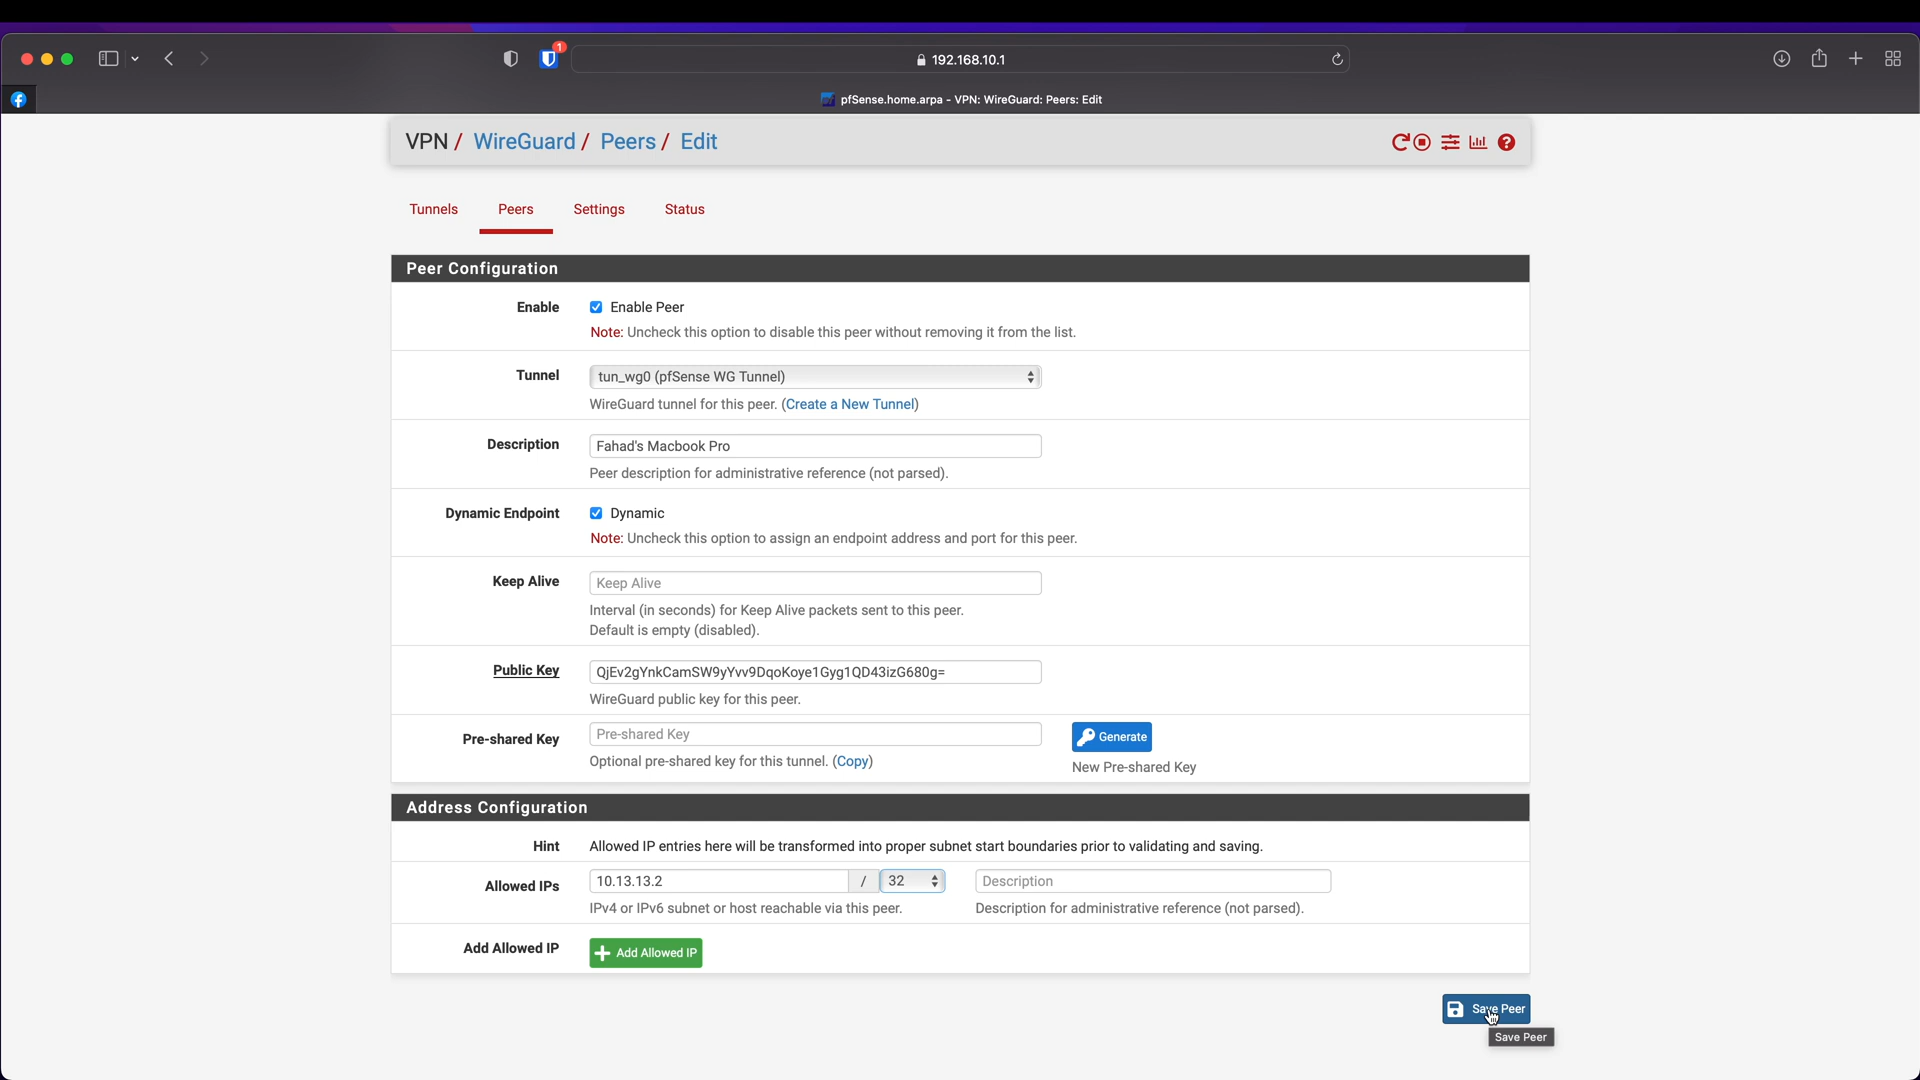 1
192.168.10.1
pfSense.home.arpa - VPN: WireGuard: Peers: Edit
VPN / WireGuard / Peers / Edit
Tunnels Peers Settings Status
Peer Configuration
Enable Enable Peer
Note: Uncheck this option to disable this peer without removing it from the list.
Tunnel tun_wg0 (pfSense WG Tunnel)
WireGuard tunnel for this peer. (Create a New Tunnel)
Description Fahad's Macbook Pro
Peer description for administrative reference (not parsed).
Dynamic Endpoint Dynamic
Note: Uncheck this option to assign an endpoint address and port for this peer.
Keep Alive Keep Alive
Interval (in seconds) for Keep Alive packets sent to this peer.
Default is empty (disabled).
Public Key QjEv2gYnkCamSW9yYvv9DqoKoye1Gyg1QD43izG680g=
WireGuard public key for this peer.
Pre-shared Key Pre-shared Key Generate
Optional pre-shared key for this tunnel. (Copy) New Pre-shared Key
Address Configuration
Hint Allowed IP entries here will be transformed into proper subnet start boundaries prior to validating and saving.
Allowed IPs 10.13.13.2 / 32 Description
IPv4 or IPv6 subnet or host reachable via this peer. Description for administrative reference (not parsed).
Add Allowed IP Add Allowed IP
Save Peer
Save Peer